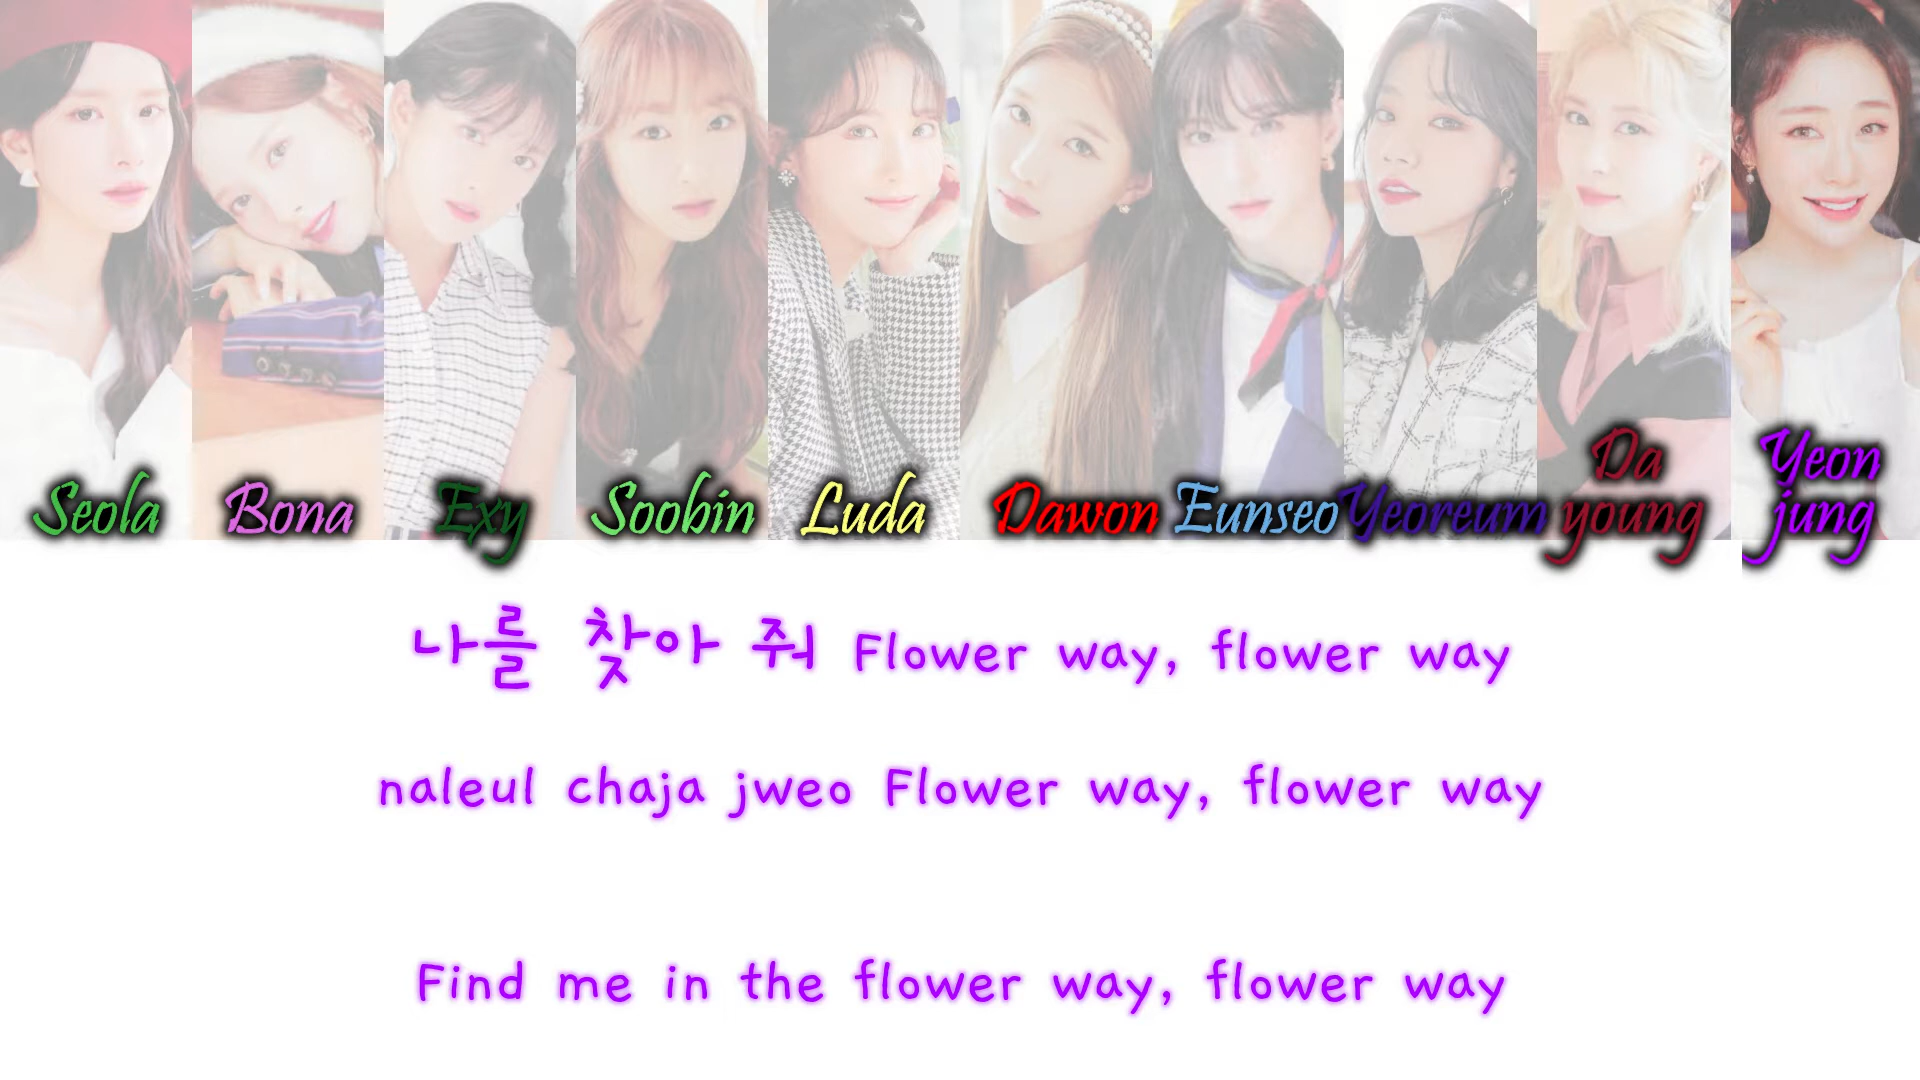 Seola Bona Exy Soobin Luda Dawon Eunseo Yeoreum Da young Yeon jung
나를 찾아 줘 Flower way, flower way
naleul chaja jweo Flower way, flower way
Find me in the flower way, flower way